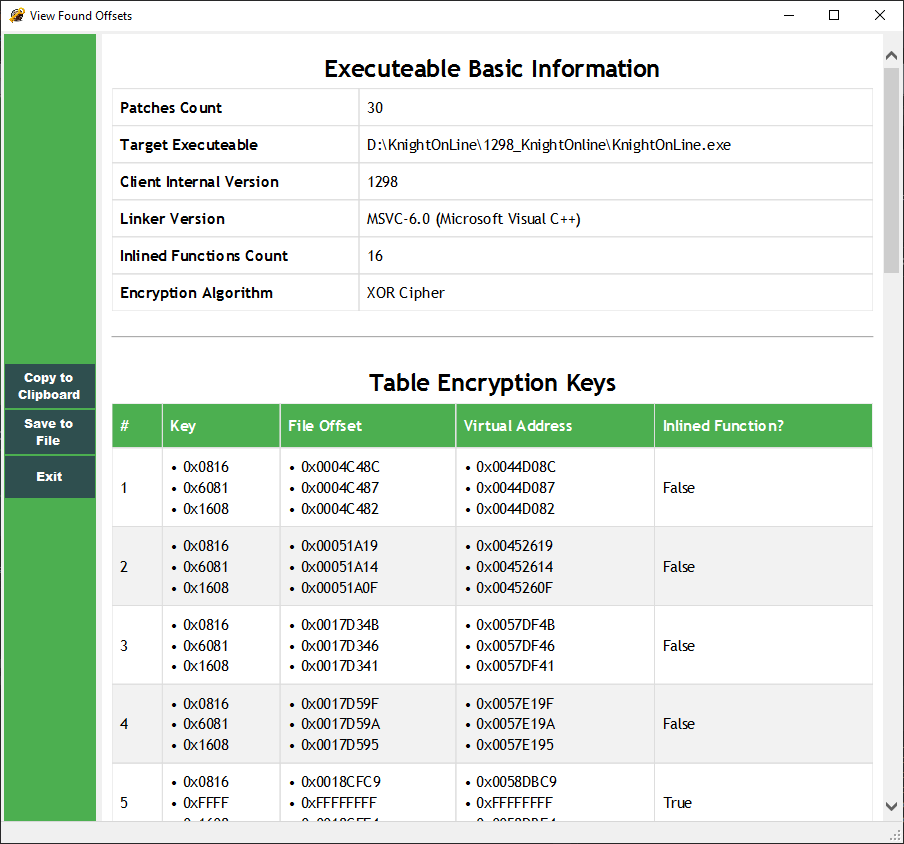 View Found Offsets
Executeable Basic Information
Patches Count 30
Target Executeable D:\KnightOnLine\1298_KnightOnline\KnightOnLine.exe
Client Internal Version 1298
Linker Version MSVC-6.0 (Microsoft Visual C++)
Inlined Functions Count 16
Encryption Algorithm XOR Cipher
Copy to
Clipboard
Save to
File
Exit
Table Encryption Keys
# Key File Offset Virtual Address Inlined Function?
• 0x0816 • 0x0004C48C • 0x0044D08C
1 • 0x6081 • 0x0004C487 • 0x0044D087 False
• 0x1608 • 0x0004C482 • 0x0044D082
• 0x0816 • 0x00051A19 • 0x00452619
2 • 0x6081 • 0x00051A14 • 0x00452614 False
• 0x1608 • 0x00051A0F • 0x0045260F
• 0x0816 • 0x0017D34B • 0x0057DF4B
3 • 0x6081 • 0x0017D346 • 0x0057DF46 False
• 0x1608 • 0x0017D341 • 0x0057DF41
• 0x0816 • 0x0017D59F • 0x0057E19F
4 • 0x6081 • 0x0017D59A • 0x0057E19A False
• 0x1608 • 0x0017D595 • 0x0057E195
• 0x0816 • 0x0018CFC9 • 0x0058DBC9
5 • 0xFFFF • 0xFFFFFFFF • 0xFFFFFFFF True